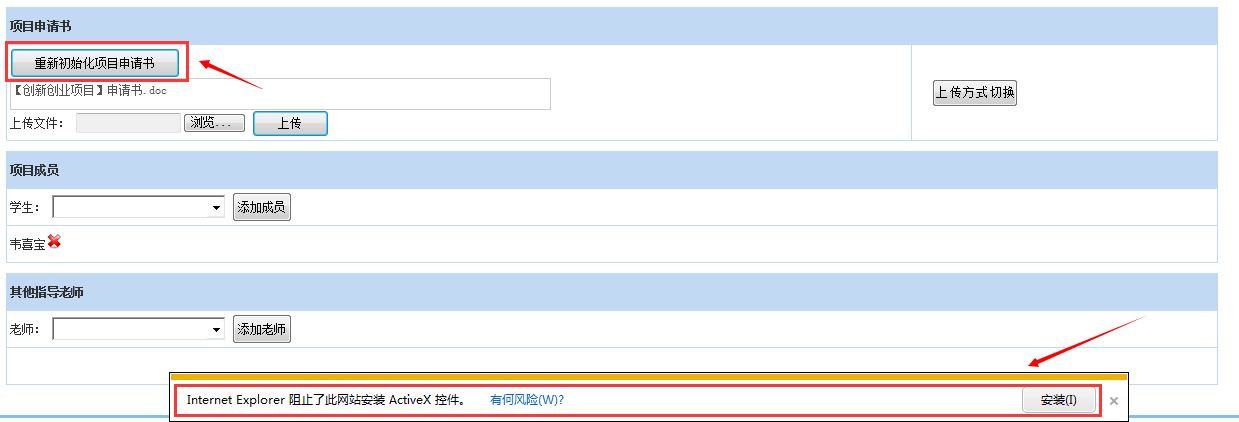 项目申请书
重新初始化项目申请书
【创新创业项目】申请书.doc
上传方式切换
上传文件： 浏览... 上传
项目成员
学生： 添加成员
韦喜宝
其他指导老师
老师： 添加老师
Internet Explorer 阻止了此网站安装 ActiveX 控件。 有何风险(W)? 安装(I) ×